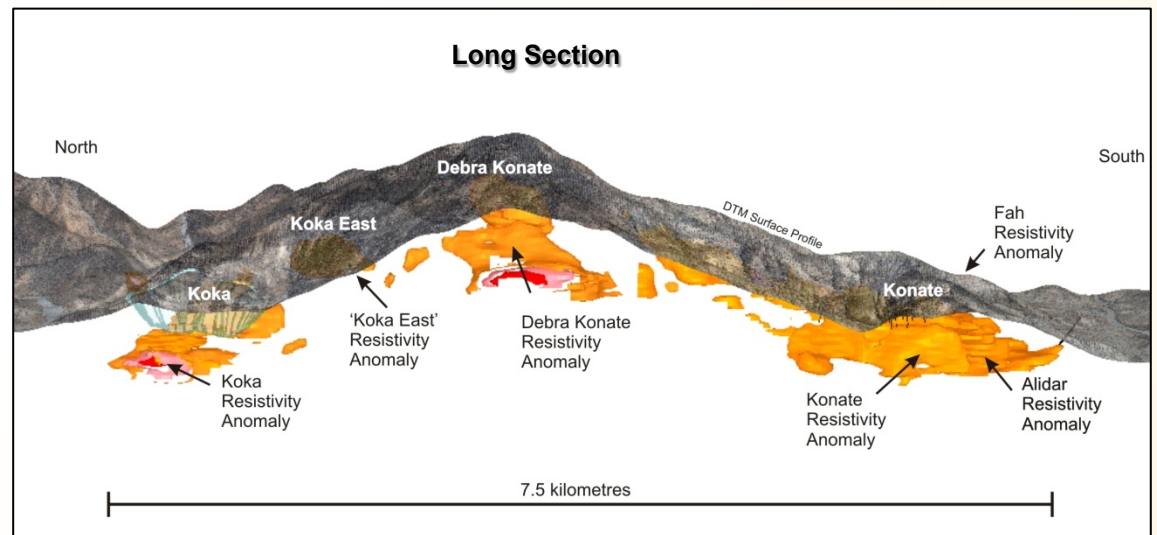 Long Section
North
South
Debra Konate
Koka East
DTM Surface Profile
Fah
Resistivity
Anomaly
Koka
Konate
‘Koka East’
Resistivity
Anomaly
Debra Konate
Resistivity
Anomaly
Koka
Resistivity
Anomaly
Konate
Resistivity
Anomaly
Alidar
Resistivity
Anomaly
7.5 kilometres